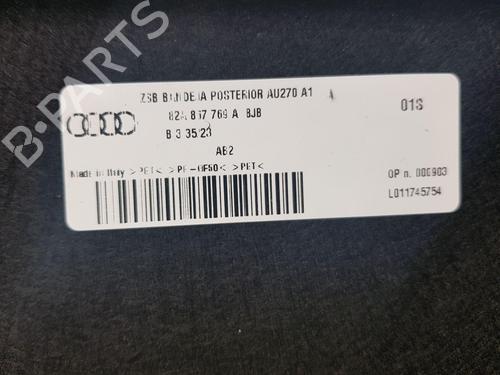 ZSB BANDEJA POSTERIOR AU270 A1
82A 867 769 A BJB
01S
B 3 35/23
AB2
Made in Italy >PET< >PP-GF50< >PET<
OP n. 000903
L011745754
B-PARTS